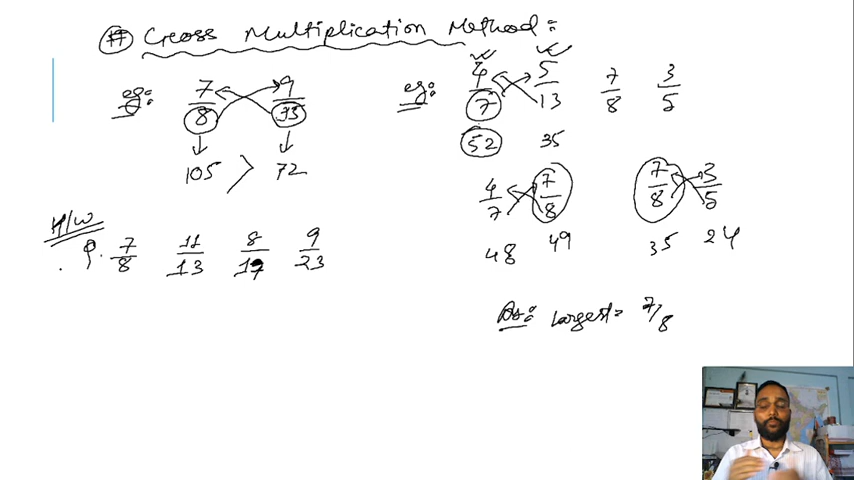 # Cross Multiplication Method:
eg: 7/8 9/15
105 > 72
eg: 4/7 5/13 7/8 3/5
52 35
4/7 7/8 7/8 3/5
48 49 35 24
H/W
Q. 7/8 11/13 8/17 9/23
Ans: largest = 7/8